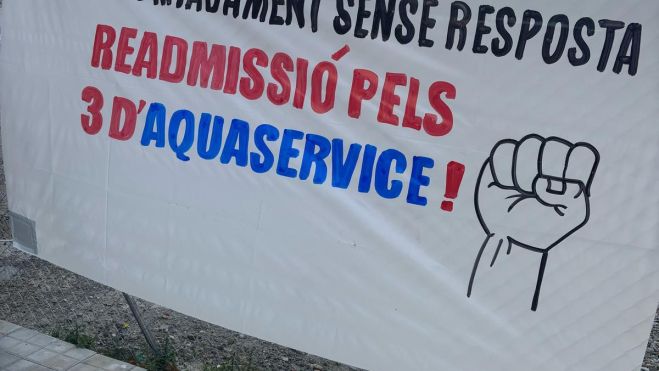 SENSE RESPOSTA
READMISSIÓ PELS
3 D'AQUASERVICE!